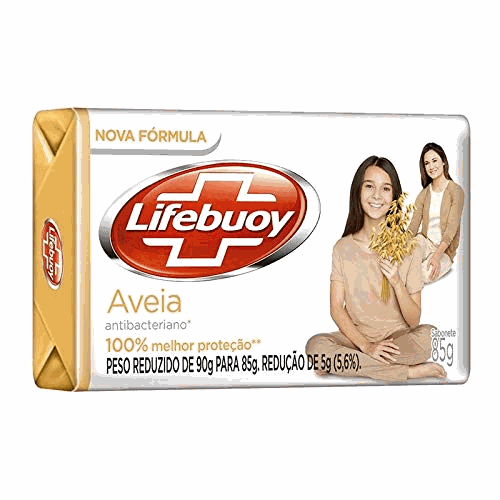 NOVA FÓRMULA
Lifebuoy
Aveia
antibacteriano*
100% melhor proteção**
PESO REDUZIDO DE 90g PARA 85g. REDUÇÃO DE 5g (5,6%).
Sabonete
85g
Lifebuoy